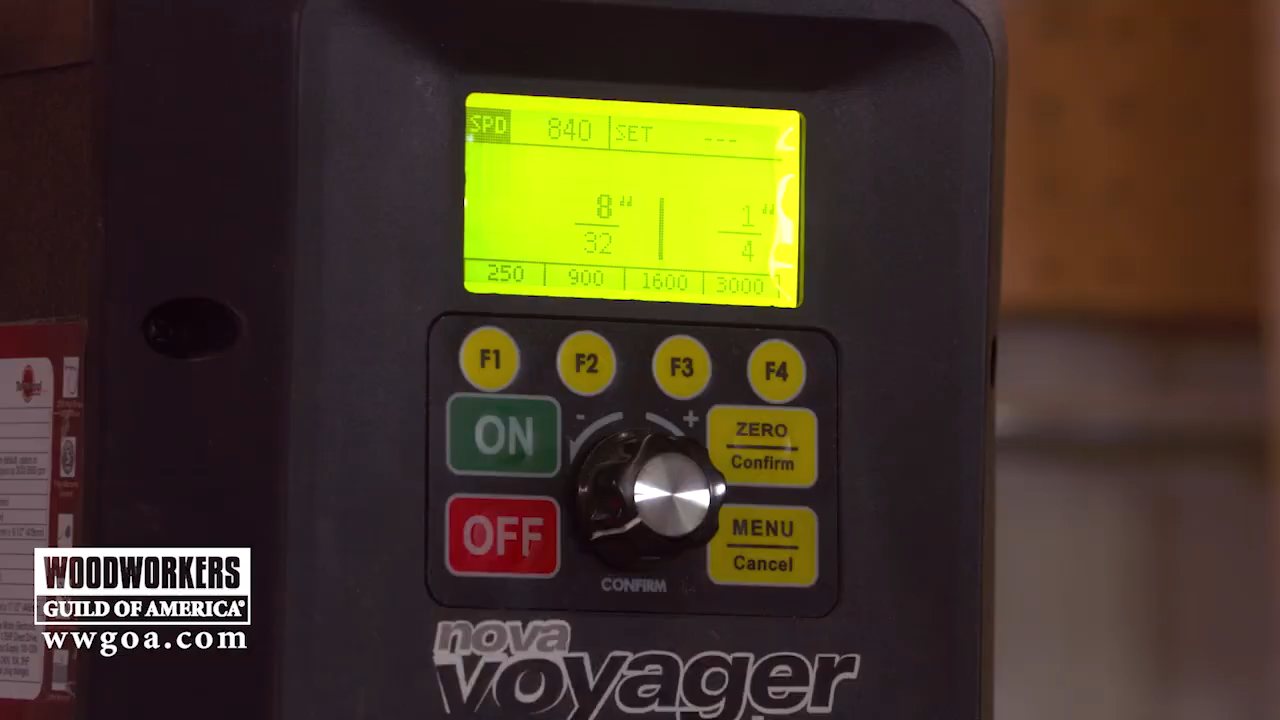 SPD 840 SET ---
8" 1"
32 4
250 900 1600 3000
F1 F2 F3 F4
ON - + ZERO
Confirm
OFF MENU
Cancel
CONFIRM
nova
voyager
WOODWORKERS
GUILD OF AMERICA®
wwgoa.com